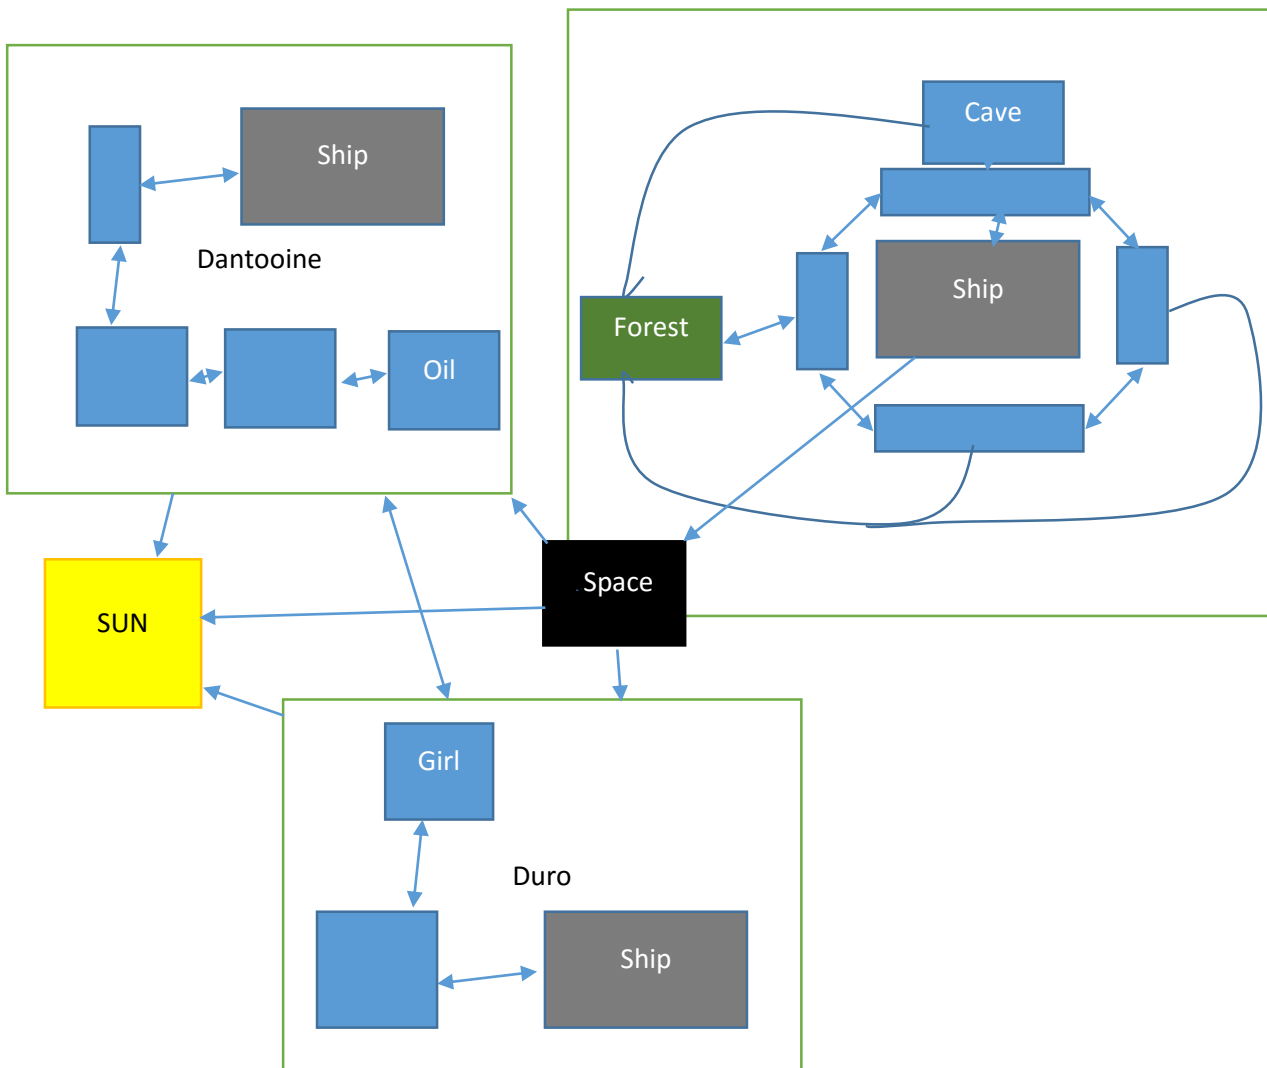 Ship
Dantooine
Oil
Cave
Ship
Forest
Space
SUN
Girl
Duro
Ship